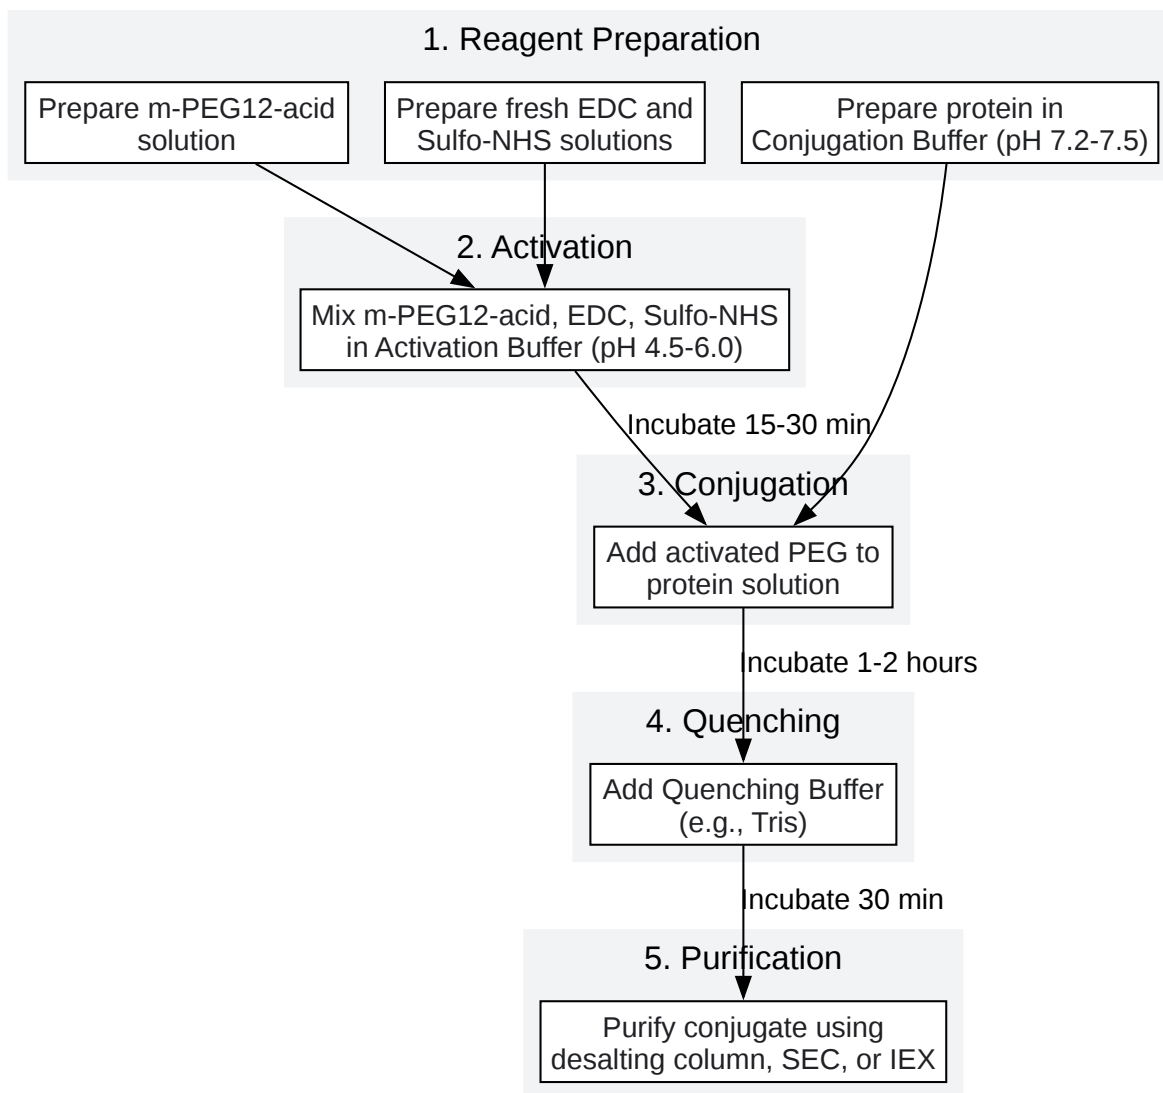 1. Reagent Preparation
Prepare m-PEG12-acid
solution
Prepare fresh EDC and
Sulfo-NHS solutions
Prepare protein in
Conjugation Buffer (pH 7.2-7.5)
2. Activation
Mix m-PEG12-acid, EDC, Sulfo-NHS
in Activation Buffer (pH 4.5-6.0)
Incubate 15-30 min
3. Conjugation
Add activated PEG to
protein solution
Incubate 1-2 hours
4. Quenching
Add Quenching Buffer
(e.g., Tris)
Incubate 30 min
5. Purification
Purify conjugate using
desalting column, SEC, or IEX